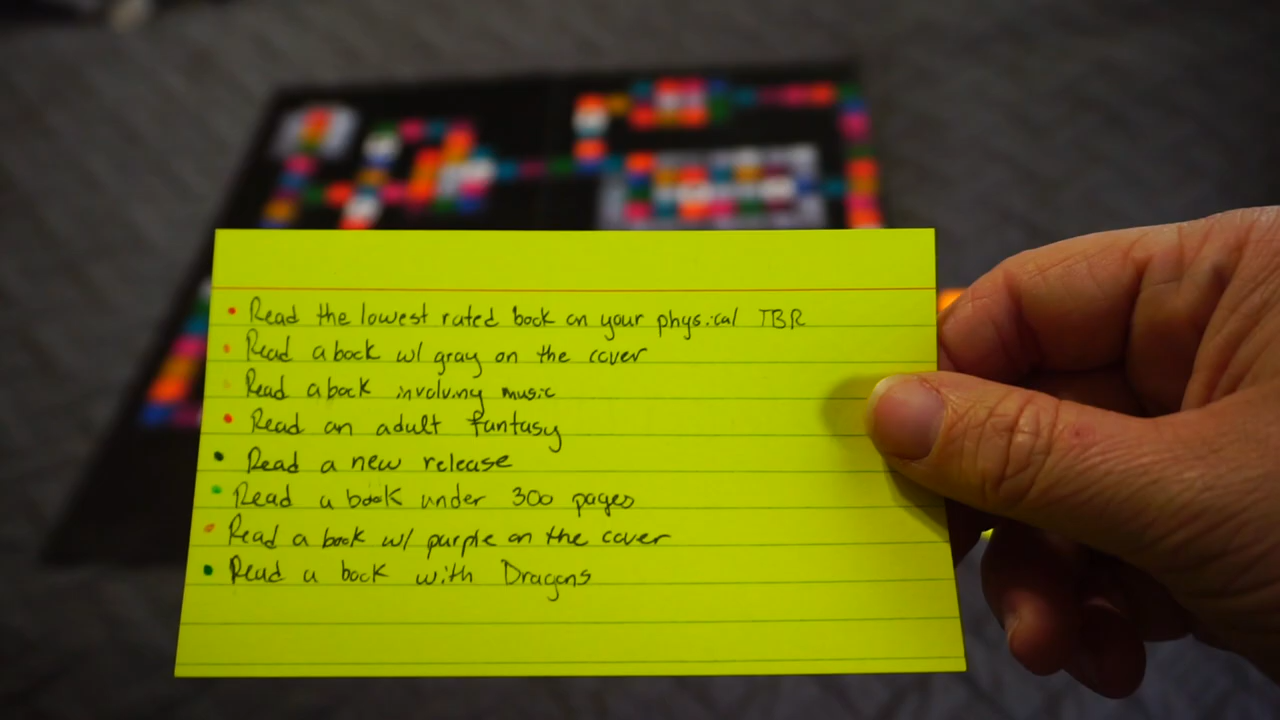 • Read the lowest rated book on your physical TBR
• Read a book w/ gray on the cover
• Read a book involving music
• Read an adult fantasy
• Read a new release
• Read a book under 300 pages
• Read a book w/ purple on the cover
• Read a book with Dragons